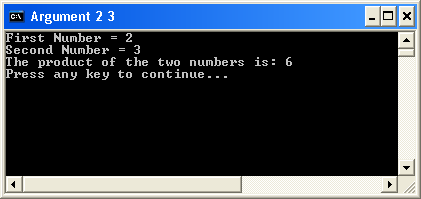 Argument 2 3
First Number = 2
Second Number = 3
The product of the two numbers is: 6
Press any key to continue...